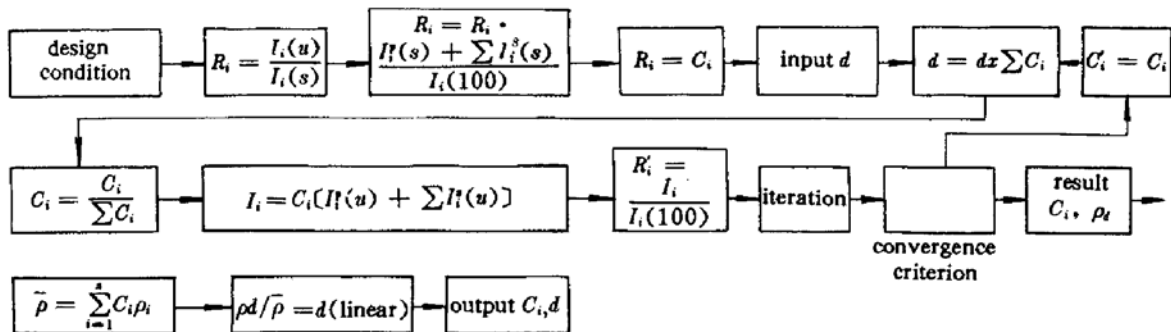 design
condition
R_i = I_i(u) / I_i(s)
R_i = R_i ·
I_i^p(s) + ∑ I_i^s(s) / I_i(100)
R_i = C_i
input d
d = dx∑C_i
C_i′ = C_i
C_i = C_i / ∑C_i
I_i = C_i[I_i^p(u) + ∑I_i^s(u)]
R_i′ =
I_i / I_i(100)
iteration
convergence
criterion
result
C_i, ρ_d
ρ̄ = ∑_{i=1}^{s} C_iρ_i
ρd/ρ̄ = d(linear)
output C_i,d